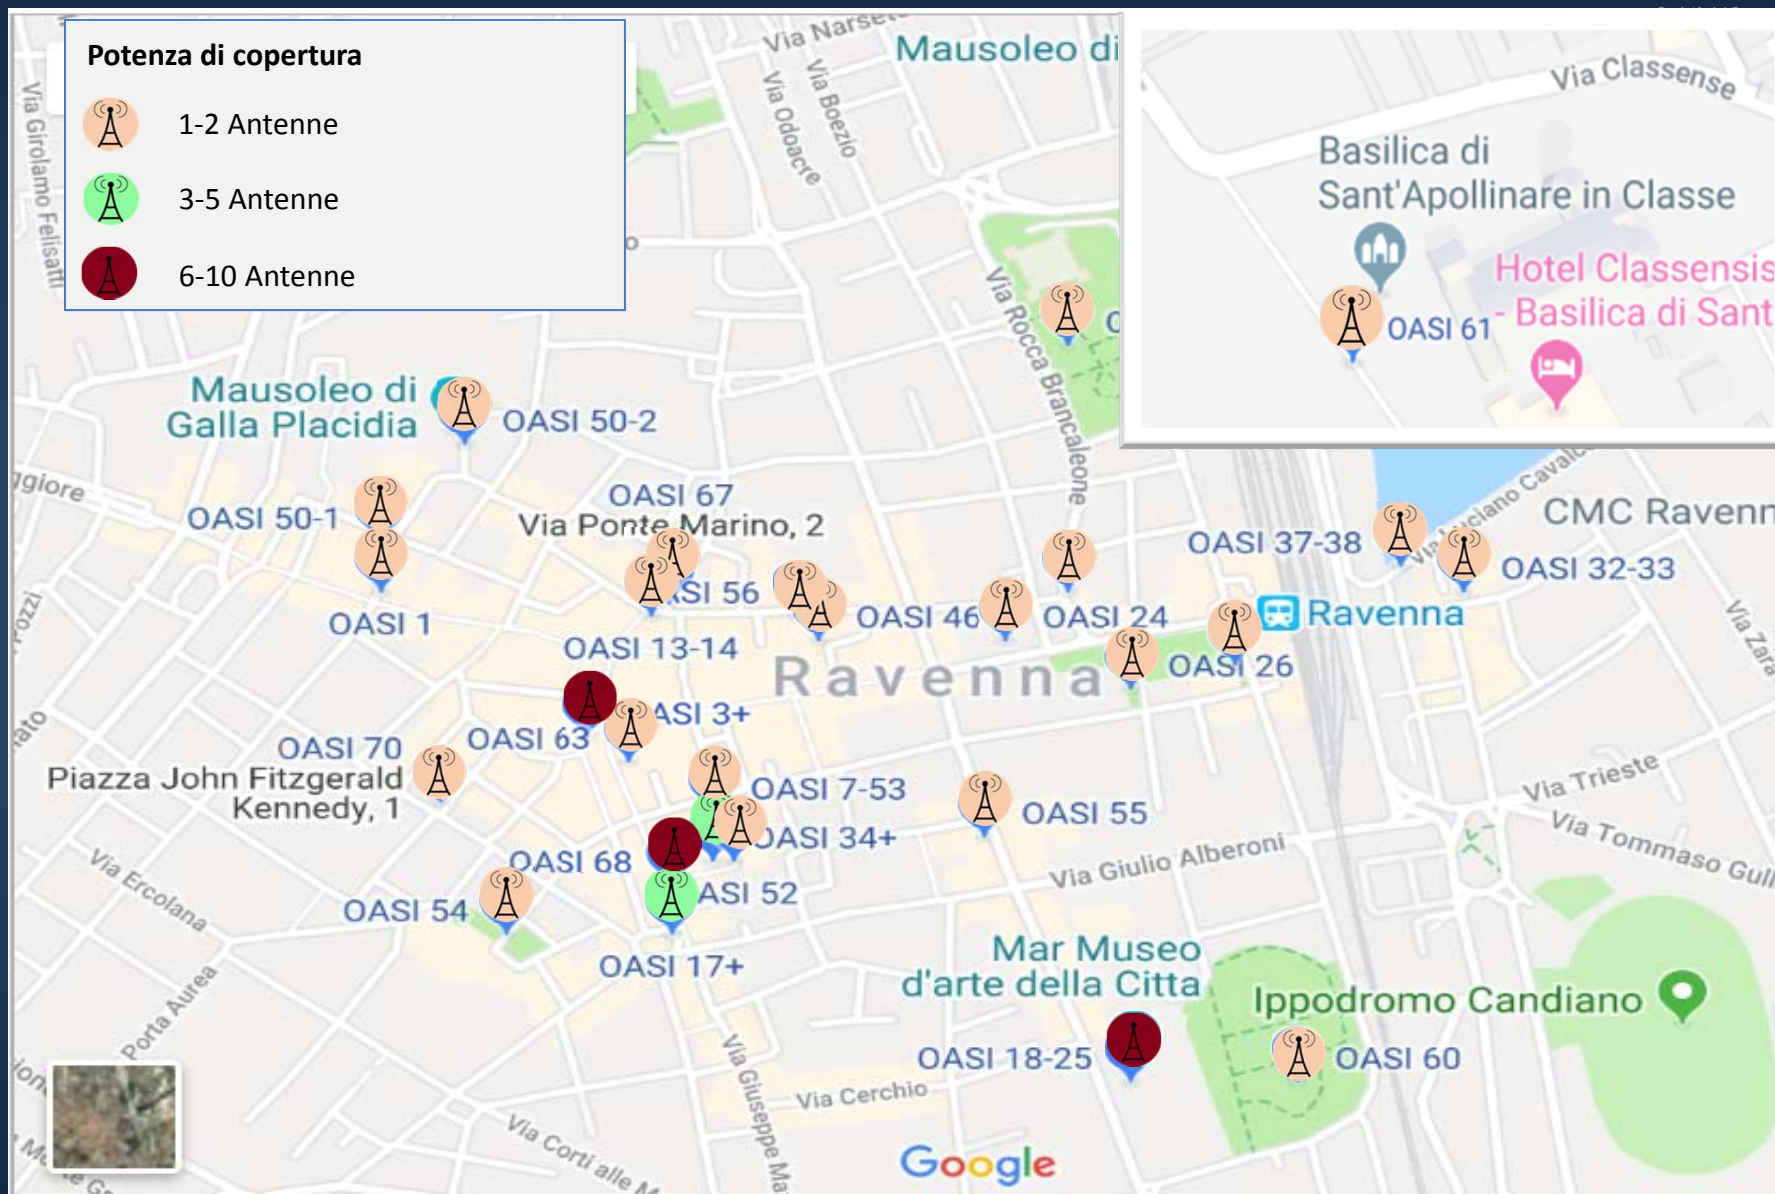 Potenza di copertura
1-2 Antenne
3-5 Antenne
6-10 Antenne
Via Girolamo Felisatti
Via Odoacre
Via Boezio
Mausoleo di
Via Classense
Basilica di
Sant'Apollinare in Classe
Hotel Classensis
- Basilica di Sant
OASI 61
Via Rocca Brancaleone
Mausoleo di
Galla Placidia
OASI 50-2
OASI 67
Via Ponte Marino, 2
OASI 50-1
OASI 1
ASI 56
OASI 46
OASI 24
OASI 37-38
CMC Ravenn
OASI 32-33
Ravenna
OASI 13-14
Ravenna
OASI 26
Via Zara
ASI 3+
OASI 63
OASI 70
Piazza John Fitzgerald
Kennedy, 1
OASI 7-53
OASI 55
Via Trieste
OASI 34+
Via Tommaso Gull
OASI 68
Via Giulio Alberoni
ASI 52
Via Ercolana
OASI 54
OASI 17+
Mar Museo
d'arte della Citta
Ippodromo Candiano
Porta Aurea
OASI 18-25
OASI 60
Via Giuseppe Ma
Via Cerchio
Via Corti alle M
Google